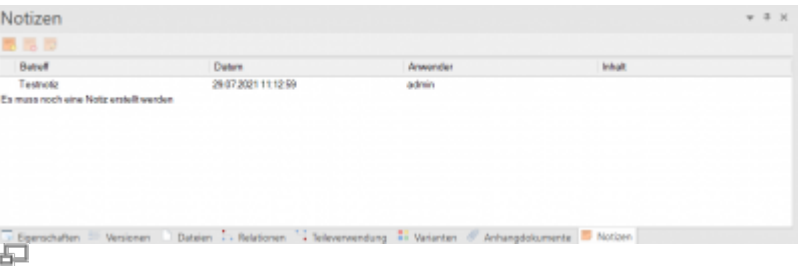 Notizen
Betreff Datum Anwender Inhalt
Testnotiz 29.07.2021 11:12:59 admin
Es muss noch eine Notiz erstellt werden
Eigenschaften Versionen Dateien Relationen Teileverwendung Varianten Anhangdokumente Notizen